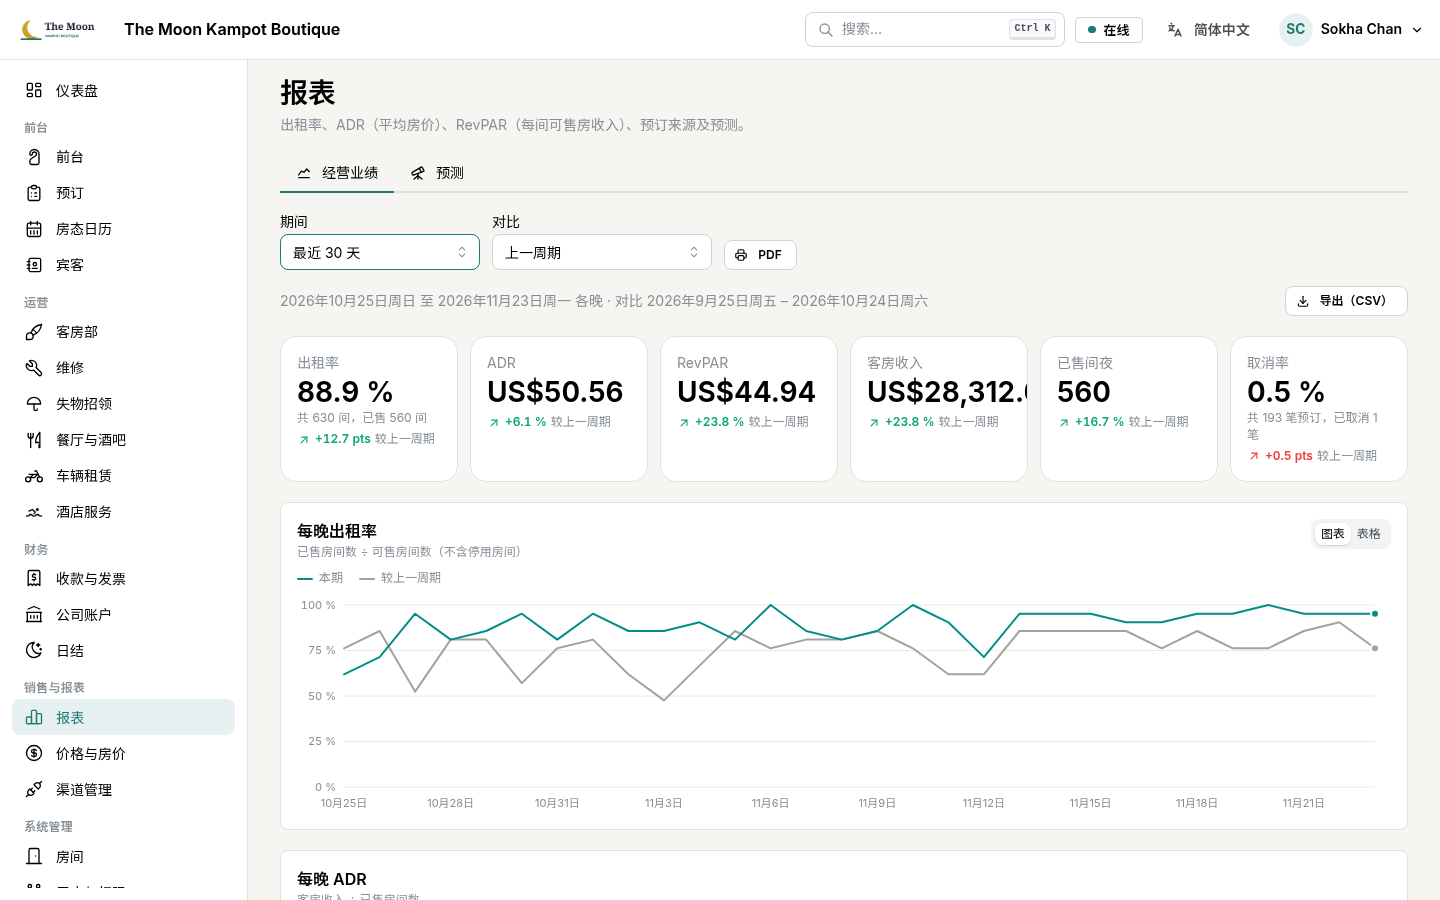 The Moon
KAMPOT BOUTIQUE
The Moon Kampot Boutique
搜索...
Ctrl K
在线
简体中文
SC
Sokha Chan
仪表盘
前台
前台
预订
房态日历
宾客
运营
客房部
维修
失物招领
餐厅与酒吧
车辆租赁
酒店服务
财务
收款与发票
公司账户
日结
销售与报表
报表
价格与房价
渠道管理
系统管理
房间
报表
出租率、ADR（平均房价）、RevPAR（每间可售房收入）、预订来源及预测。
经营业绩
预测
期间
对比
最近 30 天
上一周期
PDF
2026年10月25日周日 至 2026年11月23日周一 各晚 · 对比 2026年9月25日周五 – 2026年10月24日周六
导出（CSV）
出租率
88.9 %
共 630 间，已售 560 间
+12.7 pts 较上一周期
ADR
US$50.56
+6.1 % 较上一周期
RevPAR
US$44.94
+23.8 % 较上一周期
客房收入
US$28,312.
+23.8 % 较上一周期
已售间夜
560
+16.7 % 较上一周期
取消率
0.5 %
共 193 笔预订，已取消 1
笔
+0.5 pts 较上一周期
每晚出租率
已售房间数 ÷ 可售房间数（不含停用房间）
图表
表格
本期
较上一周期
100 %
75 %
50 %
25 %
0 %
10月25日
10月28日
10月31日
11月3日
11月6日
11月9日
11月12日
11月15日
11月18日
11月21日
每晚 ADR
客房收入 ÷ 已售房间数